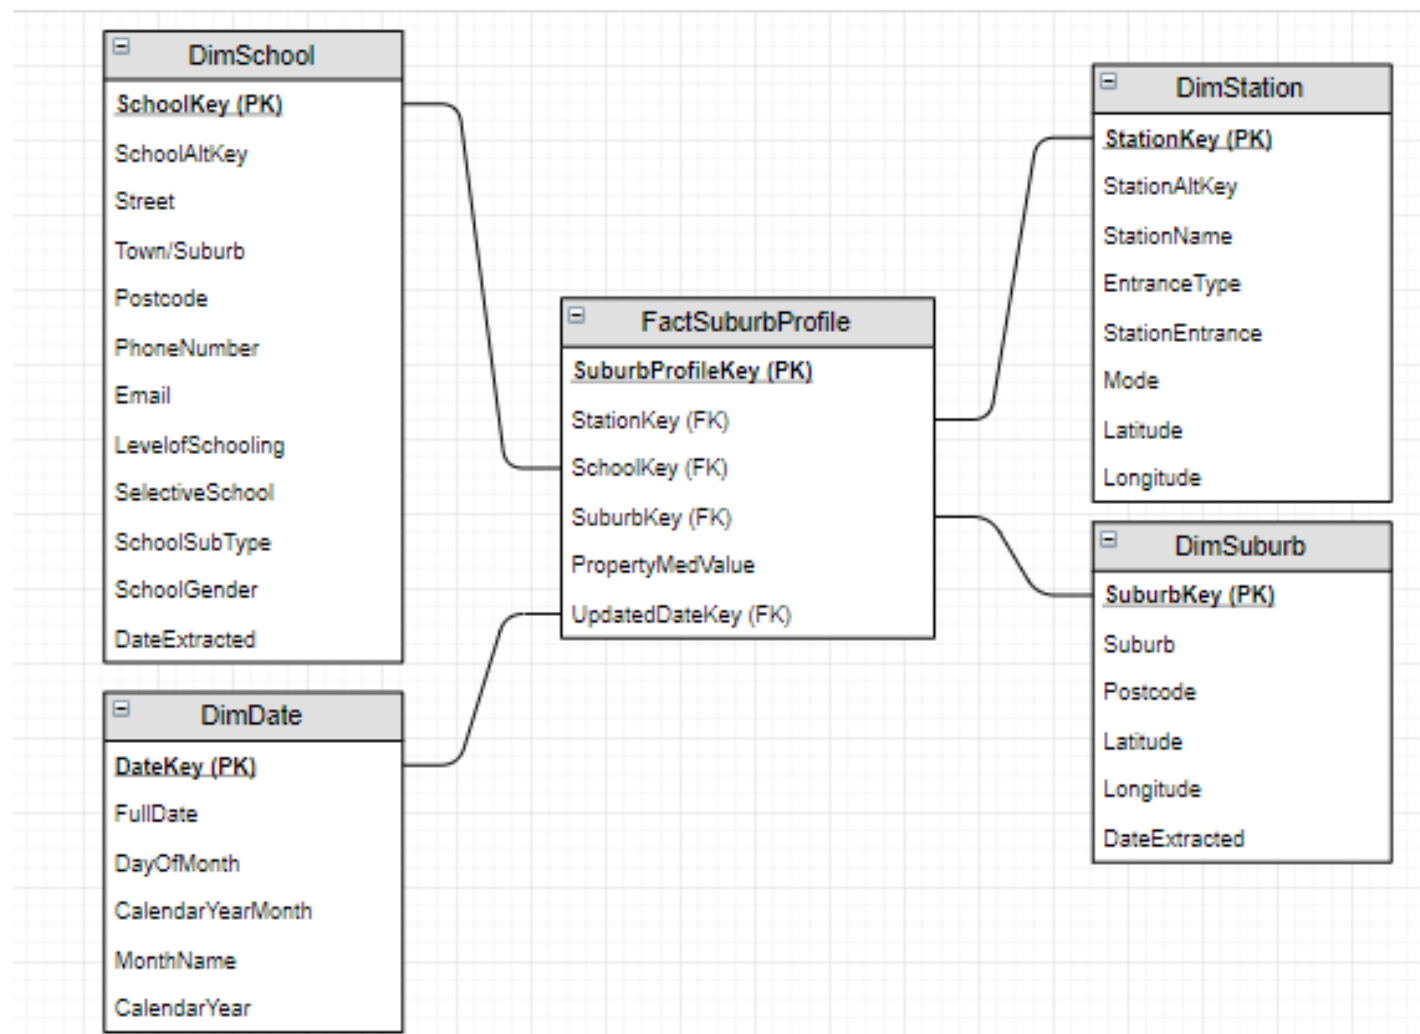 DimSchool
SchoolKey (PK)
SchoolAltKey
Street
Town/Suburb
Postcode
PhoneNumber
Email
LevelofSchooling
SelectiveSchool
SchoolSubType
SchoolGender
DateExtracted
DimDate
DateKey (PK)
FullDate
DayOfMonth
CalendarYearMonth
MonthName
CalendarYear
FactSuburbProfile
SuburbProfileKey (PK)
StationKey (FK)
SchoolKey (FK)
SuburbKey (FK)
PropertyMedValue
UpdatedDateKey (FK)
DimStation
StationKey (PK)
StationAltKey
StationName
EntranceType
StationEntrance
Mode
Latitude
Longitude
DimSuburb
SuburbKey (PK)
Suburb
Postcode
Latitude
Longitude
DateExtracted